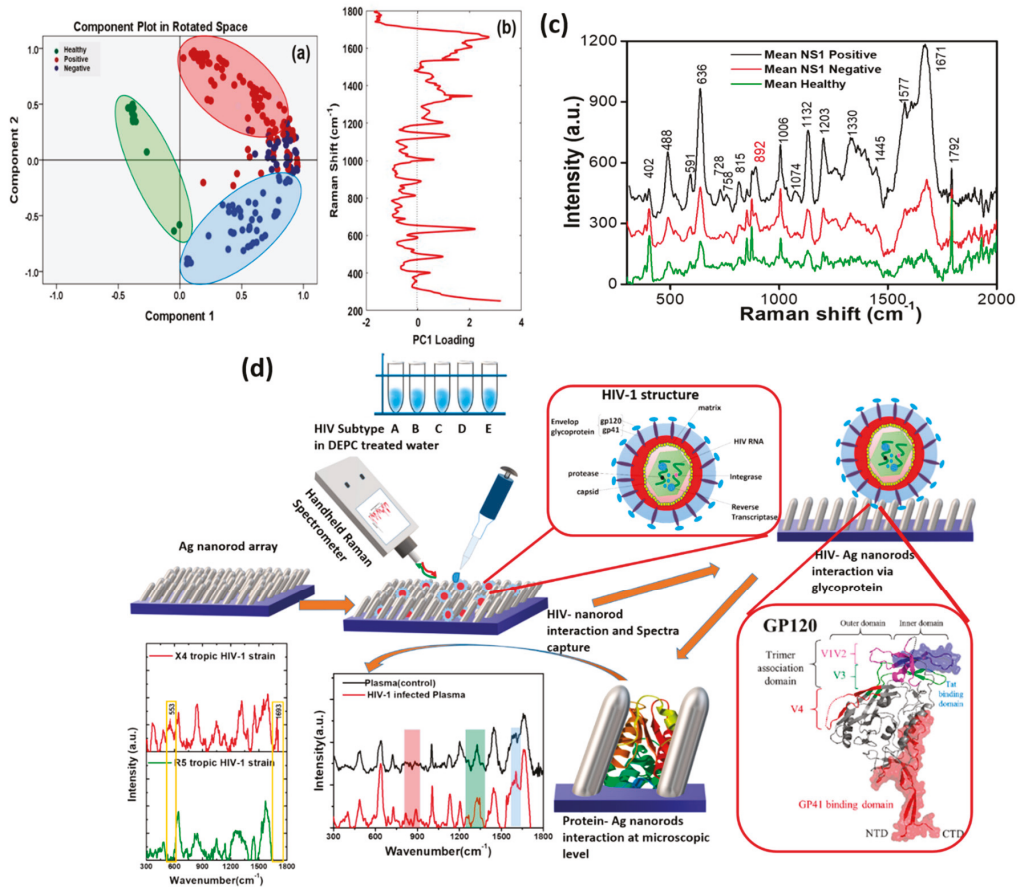 Component Plot in Rotated Space
(a)
Healthy
Positive
Negative
Component 2
1.0
0.5
0.0
-0.5
-1.0
-1.0
-0.5
0.0
0.5
1.0
Component 1
(b)
Raman Shift (cm⁻¹)
1800
1600
1400
1200
1000
800
600
400
200
-2
0
2
4
PC1 Loading
(c)
Mean NS1 Positive
Mean NS1 Negative
Mean Healthy
Intensity (a.u.)
1200
900
600
300
0
402
488
591
636
728
758
815
892
1006
1074
1132
1203
1330
1445
1577
1671
1792
500
1000
1500
2000
Raman shift (cm⁻¹)
(d)
HIV Subtype A B C D E
in DEPC treated water
Handheld Raman
Spectrometer
Ag nanorod array
HIV-1 structure
Envelop
glycoprotein
gp120
gp41
matrix
HIV RNA
protease
capsid
Integrase
Reverse
Transcriptase
HIV- nanorod
interaction and Spectra
capture
HIV- Ag nanorods
interaction via
glycoprotein
GP120
Outer domain
Inner domain
Trimer
association
domain
V1V2
V3
V4
Tat
binding
domain
GP41 binding domain
NTD
CTD
X4 tropic HIV-1 strain
553
1693
R5 tropic HIV-1 strain
Intensity (a.u.)
300 600 900 1200 1500 1800
Wavenumber(cm⁻¹)
Plasma(control)
HIV-1 infected Plasma
Intensity (a.u.)
300 600 900 1200 1500 1800
Wavenumber(cm⁻¹)
Protein- Ag nanorods
interaction at microscopic
level